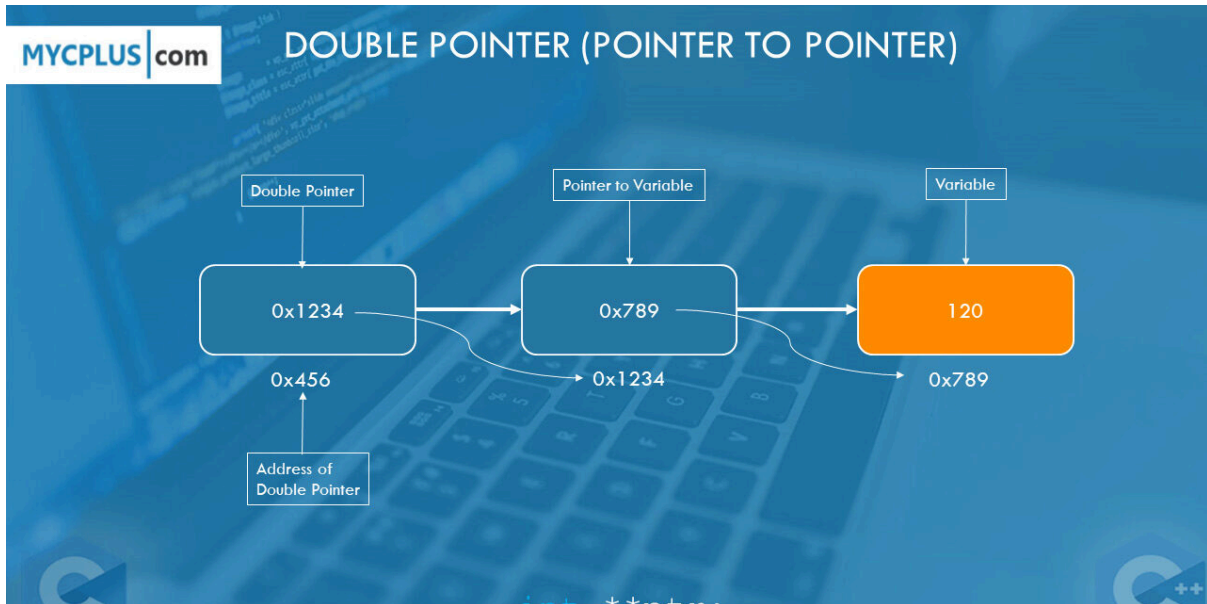 MYCPLUS com
DOUBLE POINTER (POINTER TO POINTER)
Double Pointer
Pointer to Variable
Variable
0x1234
0x789
120
0x456
0x1234
0x789
Address of
Double Pointer
++